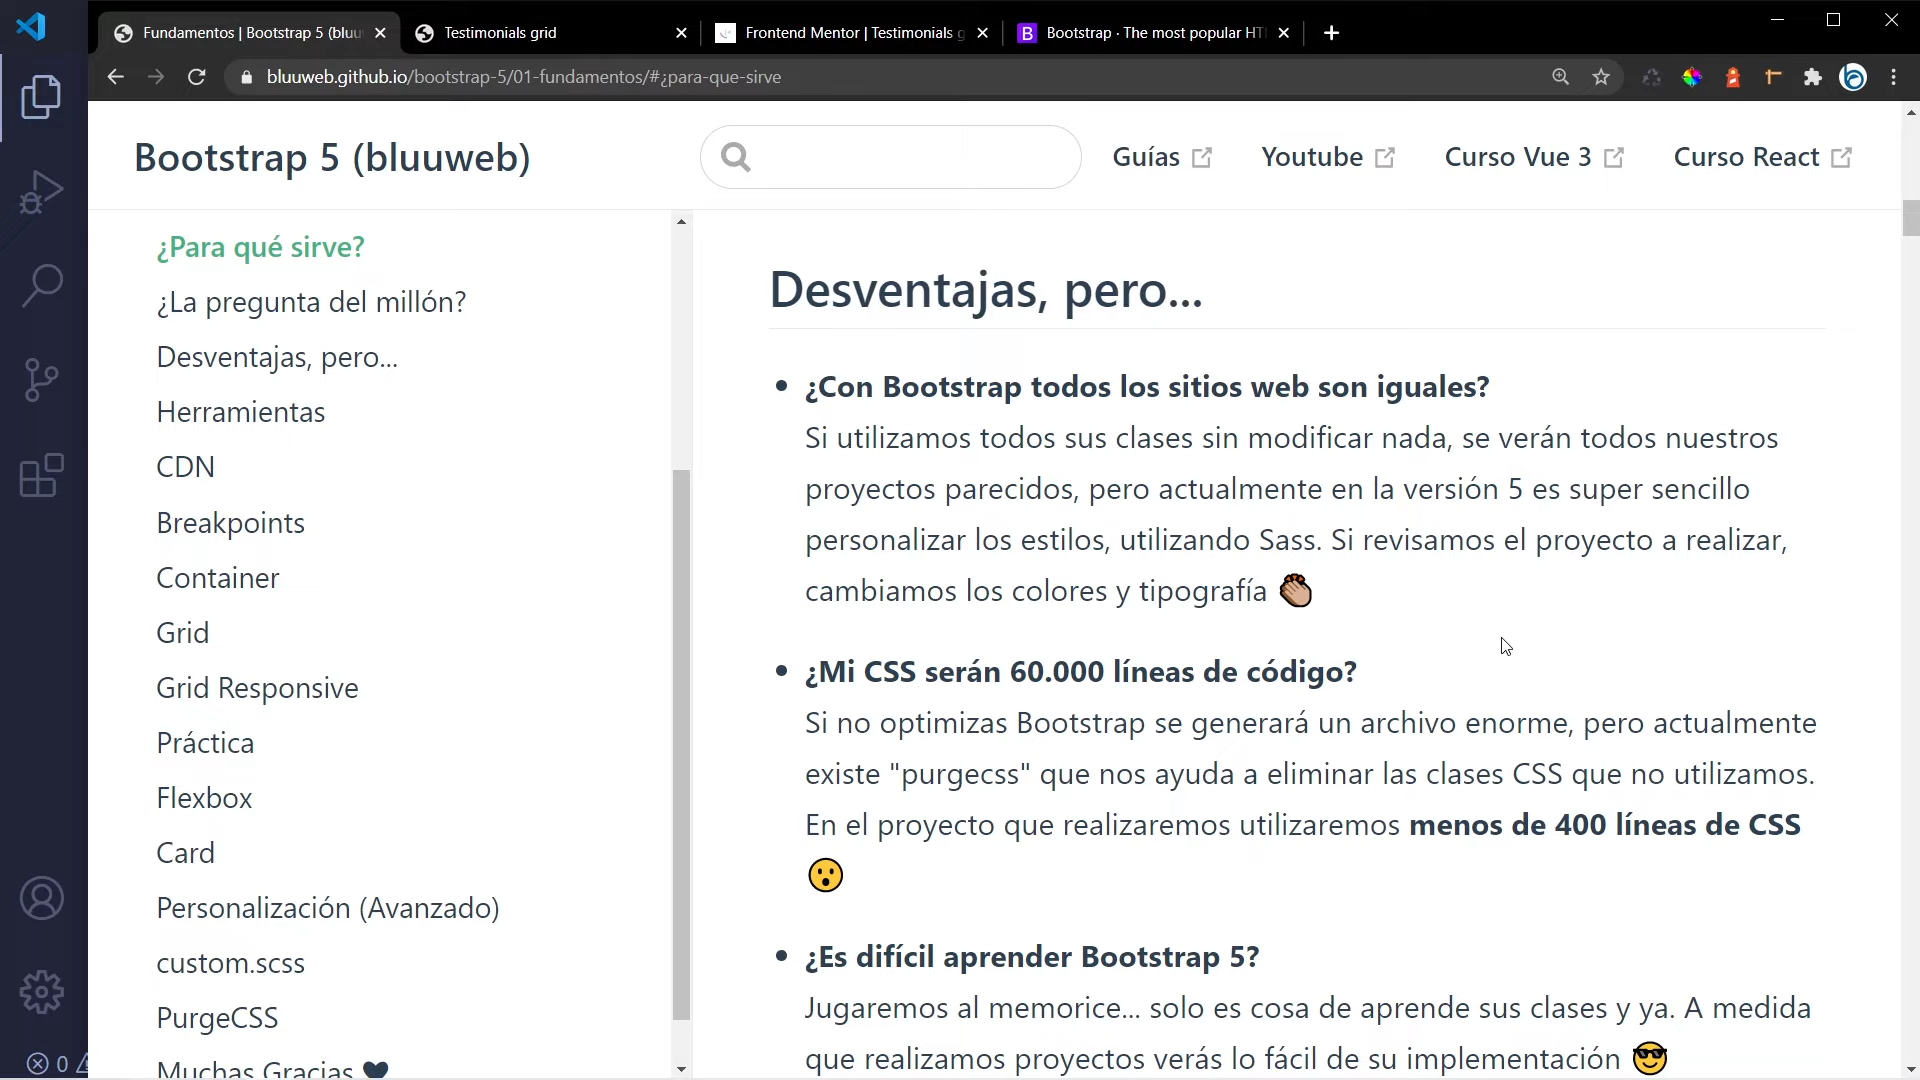 Fundamentos | Bootstrap 5 (bluu
Testimonials grid
Frontend Mentor | Testimonials g
Bootstrap · The most popular HT
bluuweb.github.io/bootstrap-5/01-fundamentos/#¿para-que-sirve
Bootstrap 5 (bluuweb)
Guías
Youtube
Curso Vue 3
Curso React
¿Para qué sirve?
¿La pregunta del millón?
Desventajas, pero...
Herramientas
CDN
Breakpoints
Container
Grid
Grid Responsive
Práctica
Flexbox
Card
Personalización (Avanzado)
custom.scss
PurgeCSS
Muchas Gracias 🖤
0
Desventajas, pero...
• ¿Con Bootstrap todos los sitios web son iguales?
Si utilizamos todos sus clases sin modificar nada, se verán todos nuestros
proyectos parecidos, pero actualmente en la versión 5 es super sencillo
personalizar los estilos, utilizando Sass. Si revisamos el proyecto a realizar,
cambiamos los colores y tipografía 👏🏽
• ¿Mi CSS serán 60.000 líneas de código?
Si no optimizas Bootstrap se generará un archivo enorme, pero actualmente
existe "purgecss" que nos ayuda a eliminar las clases CSS que no utilizamos.
En el proyecto que realizaremos utilizaremos menos de 400 líneas de CSS
😮
• ¿Es difícil aprender Bootstrap 5?
Jugaremos al memorice... solo es cosa de aprende sus clases y ya. A medida
que realizamos proyectos verás lo fácil de su implementación 😎